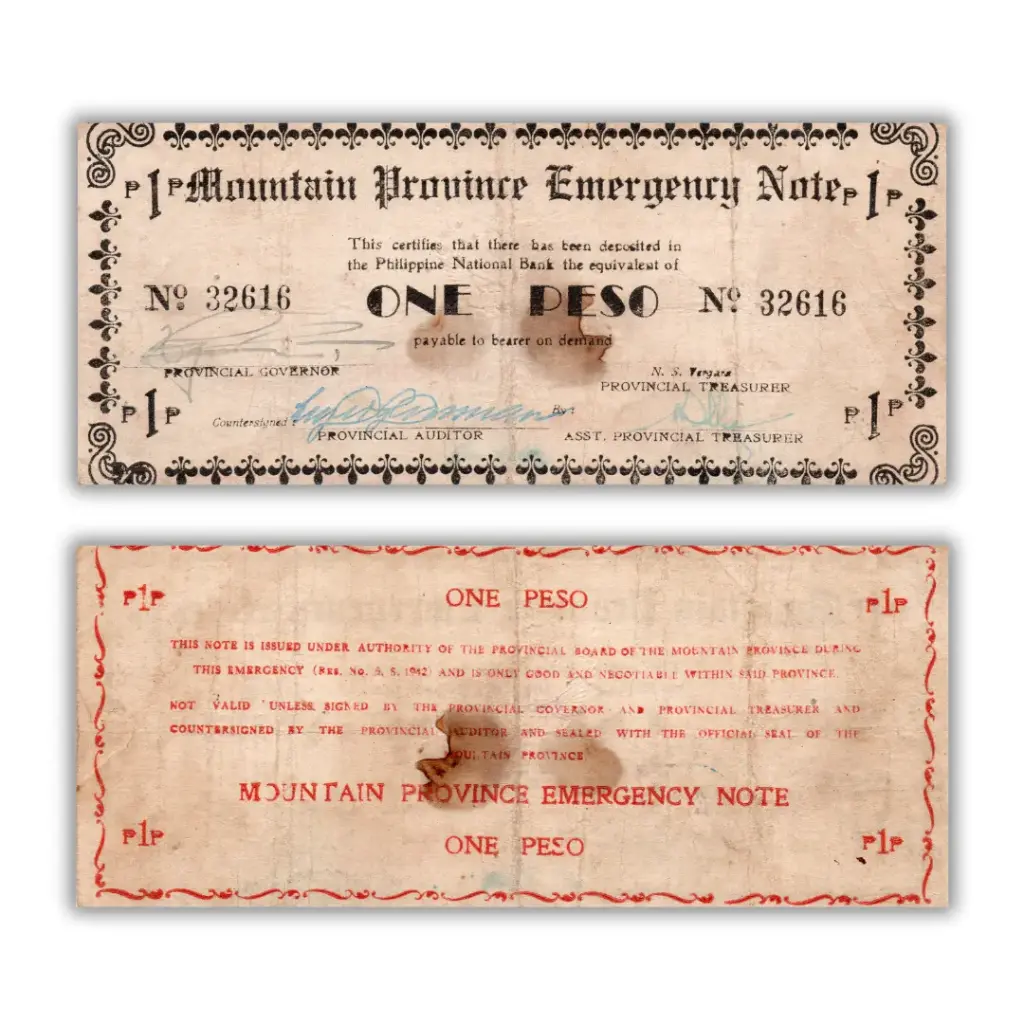 ₱1₱ Mountain Province Emergency Note ₱1₱
This certifies that there has been deposited in
the Philippine National Bank the equivalent of
Nº 32616 ONE PESO Nº 32616
payable to bearer on demand
PROVINCIAL GOVERNOR
N. S. Vergara
PROVINCIAL TREASURER
₱1₱ ₱1₱
Countersigned: By:
PROVINCIAL AUDITOR ASST. PROVINCIAL TREASURER
₱1₱ ONE PESO ₱1₱
THIS NOTE IS ISSUED UNDER AUTHORITY OF THE PROVINCIAL BOARD OF THE MOUNTAIN PROVINCE DURING
THIS EMERGENCY (RES. No. 5, S. 1942) AND IS ONLY GOOD AND NEGOTIABLE WITHIN SAID PROVINCE.
NOT VALID UNLESS SIGNED BY THE PROVINCIAL GOVERNOR AND PROVINCIAL TREASURER AND
COUNTERSIGNED BY THE PROVINCIAL AUDITOR AND SEALED WITH THE OFFICIAL SEAL OF THE
MOUNTAIN PROVINCE
MOUNTAIN PROVINCE EMERGENCY NOTE
₱1₱ ONE PESO ₱1₱